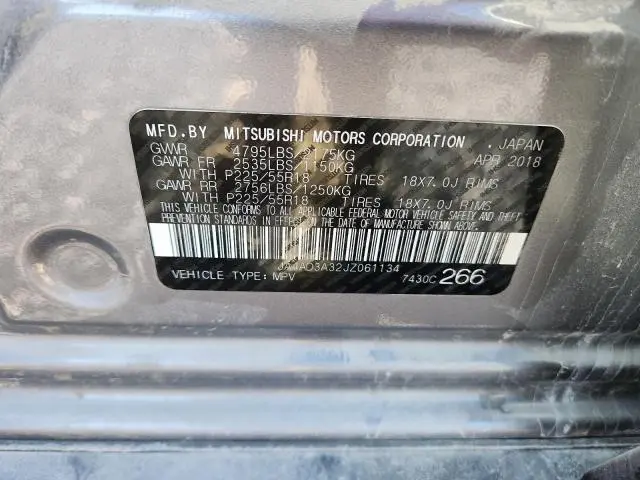 MFD.BY MITSUBISHI MOTORS CORPORATION . JAPAN
GVWR 4795LBS/2175KG APR 2018
GAWR FR 2535LBS/1150KG
WITH P225/55R18 TIRES 18X7.0J RIMS
GAWR RR 2756LBS/1250KG
WITH P225/55R18 TIRES 18X7.0J RIMS
THIS VEHICLE CONFORMS TO ALL APPLICABLE FEDERAL MOTOR VEHICLE SAFETY AND THEFT
PREVENTION STANDARDS IN EFFECT ON THE DATE OF MANUFACTURE SHOWN ABOVE.
JA4AD3A32JZ061134
VEHICLE TYPE: MPV 7430C 266